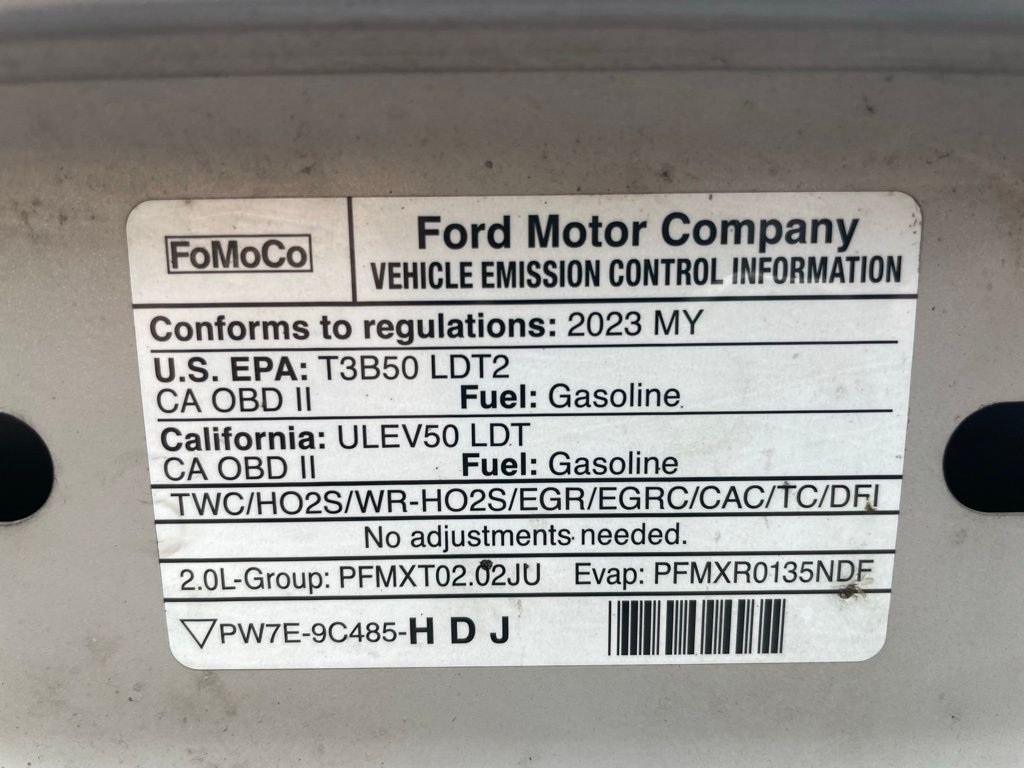 FoMoCo
Ford Motor Company
VEHICLE EMISSION CONTROL INFORMATION
Conforms to regulations: 2023 MY
U.S. EPA: T3B50 LDT2
CA OBD II Fuel: Gasoline
California: ULEV50 LDT
CA OBD II Fuel: Gasoline
TWC/HO2S/WR-HO2S/EGR/EGRC/CAC/TC/DFI
No adjustments needed.
2.0L-Group: PFMXT02.02JU Evap: PFMXR0135NDF
PW7E-9C485-H D J